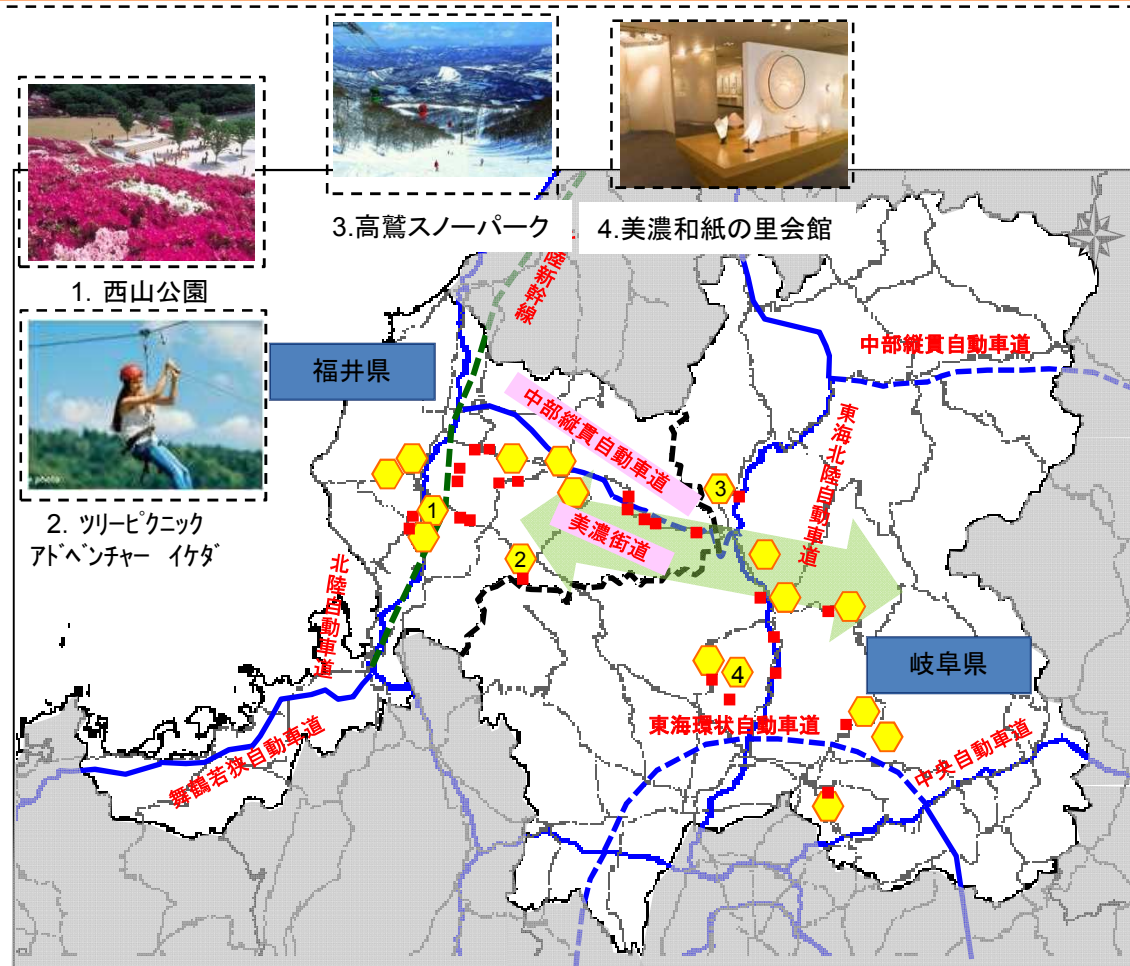 3.高鷲スノーパーク
4.美濃和紙の里会館
1. 西山公園
2. ﾂﾘｰﾋﾟｸﾆｯｸ
ｱﾄﾞﾍﾞﾝﾁｬｰ ｲｹﾀﾞ
福井県
陸新幹線
中部縦貫自動車道
中部縦貫自動車道
東海北陸自動車道
美濃街道
3
1
2
4
北陸自動車道
岐阜県
東海環状自動車道
舞鶴若狭自動車道
中央自動車道
photo